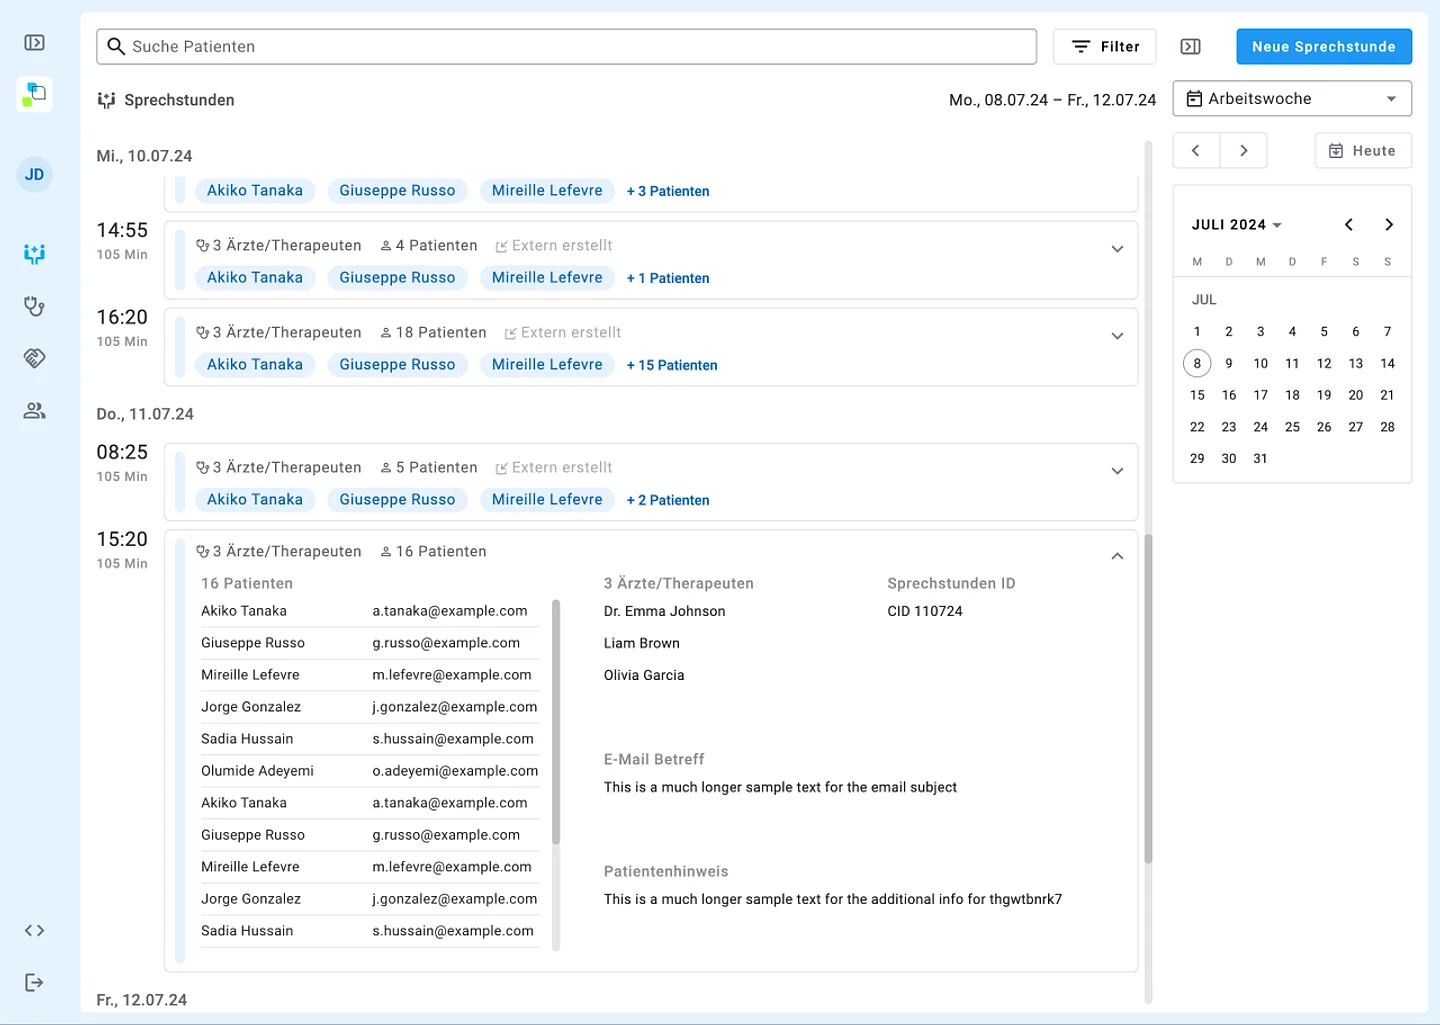 Suche Patienten
Filter
Neue Sprechstunde
Sprechstunden
Mo., 08.07.24 – Fr., 12.07.24
Arbeitswoche
Heute
JD
Mi., 10.07.24
Akiko Tanaka Giuseppe Russo Mireille Lefevre + 3 Patienten
14:55
105 Min
3 Ärzte/Therapeuten 4 Patienten Extern erstellt
Akiko Tanaka Giuseppe Russo Mireille Lefevre + 1 Patienten
16:20
105 Min
3 Ärzte/Therapeuten 18 Patienten Extern erstellt
Akiko Tanaka Giuseppe Russo Mireille Lefevre + 15 Patienten
Do., 11.07.24
08:25
105 Min
3 Ärzte/Therapeuten 5 Patienten Extern erstellt
Akiko Tanaka Giuseppe Russo Mireille Lefevre + 2 Patienten
15:20
105 Min
3 Ärzte/Therapeuten 16 Patienten
16 Patienten
Akiko Tanaka a.tanaka@example.com
Giuseppe Russo g.russo@example.com
Mireille Lefevre m.lefevre@example.com
Jorge Gonzalez j.gonzalez@example.com
Sadia Hussain s.hussain@example.com
Olumide Adeyemi o.adeyemi@example.com
Akiko Tanaka a.tanaka@example.com
Giuseppe Russo g.russo@example.com
Mireille Lefevre m.lefevre@example.com
Jorge Gonzalez j.gonzalez@example.com
Sadia Hussain s.hussain@example.com
3 Ärzte/Therapeuten
Dr. Emma Johnson
Liam Brown
Olivia Garcia
Sprechstunden ID
CID 110724
E-Mail Betreff
This is a much longer sample text for the email subject
Patientenhinweis
This is a much longer sample text for the additional info for thgwtbnrk7
Fr., 12.07.24
JULI 2024
M D M D F S S
JUL
1 2 3 4 5 6 7
8 9 10 11 12 13 14
15 16 17 18 19 20 21
22 23 24 25 26 27 28
29 30 31